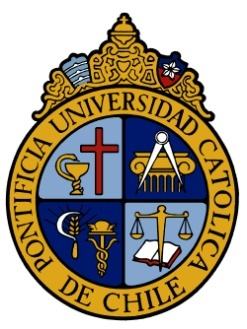 PONTIFICIA UNIVERSIDAD CATOLICA
DE CHILE